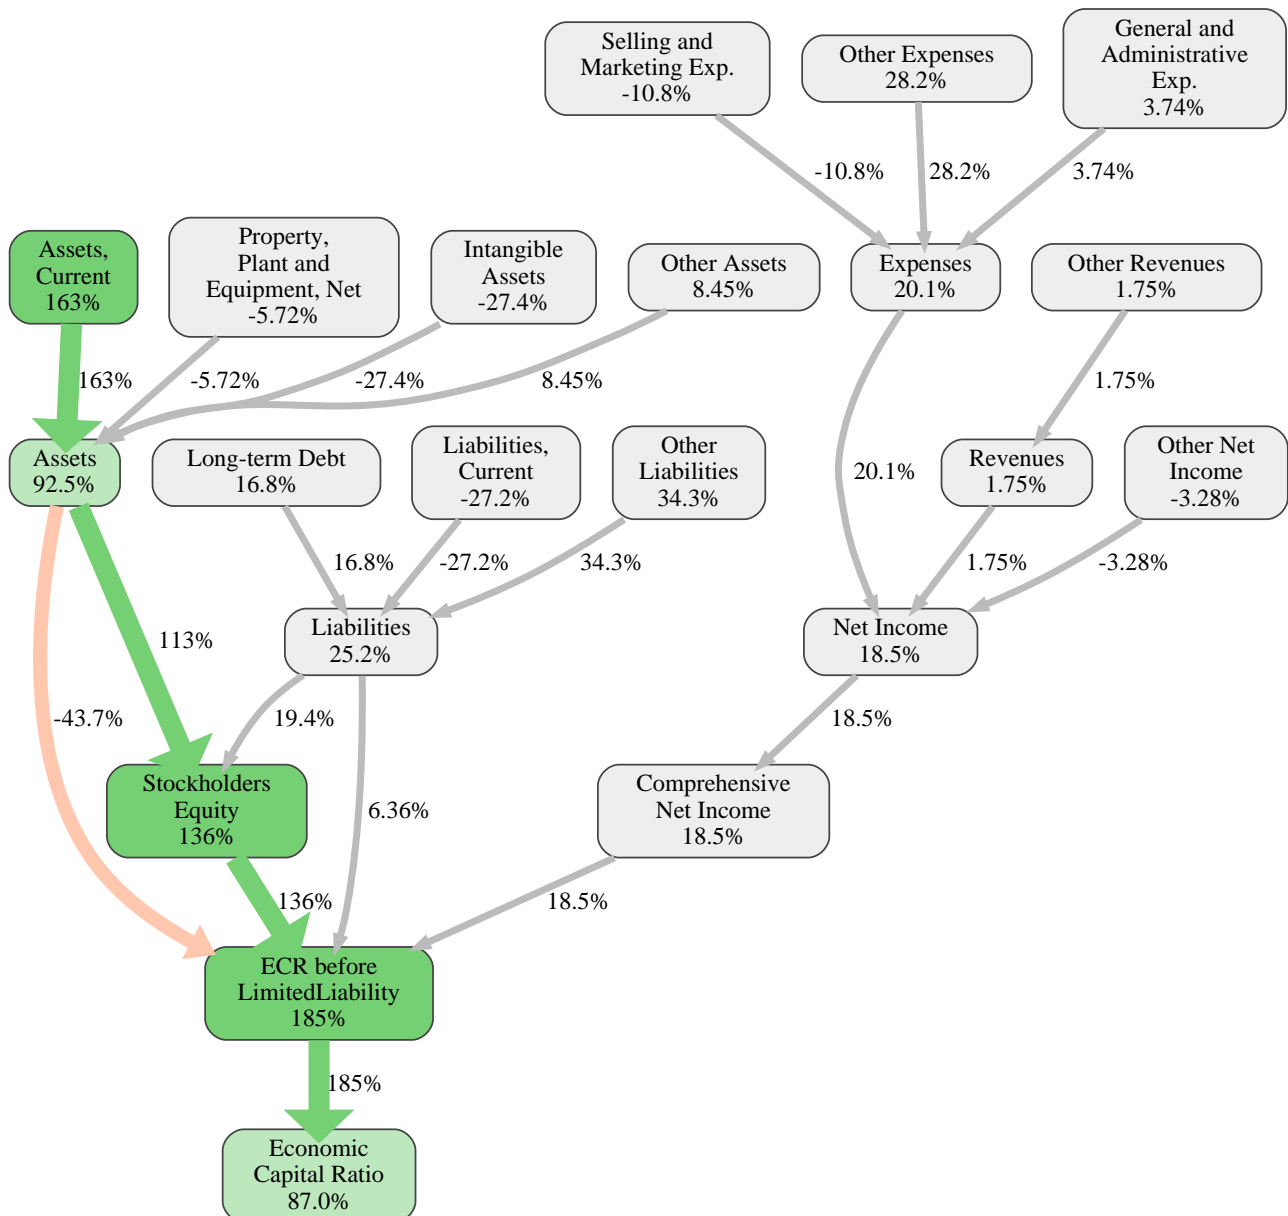 Selling and
Marketing Exp.
-10.8%
Other Expenses
28.2%
General and
Administrative
Exp.
3.74%
-10.8%
28.2%
3.74%
Assets,
Current
163%
Property,
Plant and
Equipment, Net
-5.72%
Intangible
Assets
-27.4%
Other Assets
8.45%
Expenses
20.1%
Other Revenues
1.75%
163%
-5.72%
-27.4%
8.45%
1.75%
Assets
92.5%
Long-term Debt
16.8%
Liabilities,
Current
-27.2%
Other
Liabilities
34.3%
20.1%
Revenues
1.75%
Other Net
Income
-3.28%
16.8%
-27.2%
34.3%
1.75%
-3.28%
Liabilities
25.2%
Net Income
18.5%
113%
-43.7%
19.4%
18.5%
Stockholders
Equity
136%
6.36%
Comprehensive
Net Income
18.5%
136%
18.5%
ECR before
LimitedLiability
185%
185%
Economic
Capital Ratio
87.0%